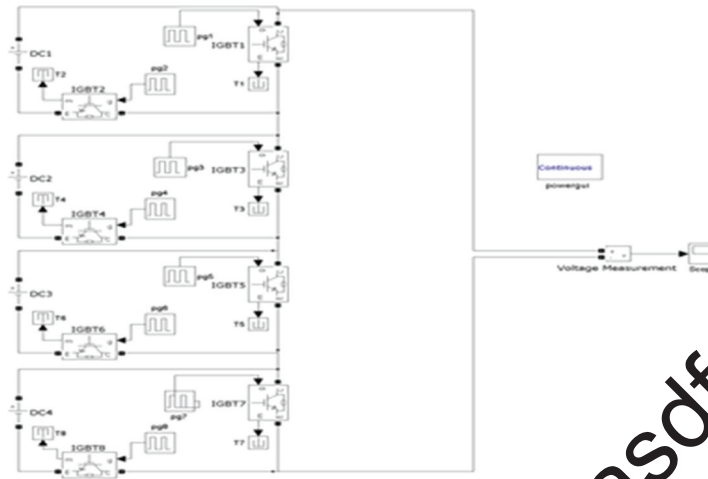 pg1
IGBT1
DC1
T2
pg2
T1
IGBT2
m
g
E
C
pg3
IGBT3
DC2
T4
pg4
T3
IGBT4
m
g
E
C
pg5
IGBT5
DC3
T6
pg6
T5
IGBT6
m
g
E
C
pg7
IGBT7
DC4
T8
pg8
T7
IGBT8
m
g
E
C
Continuous
powergui
Voltage Measurement
asdf